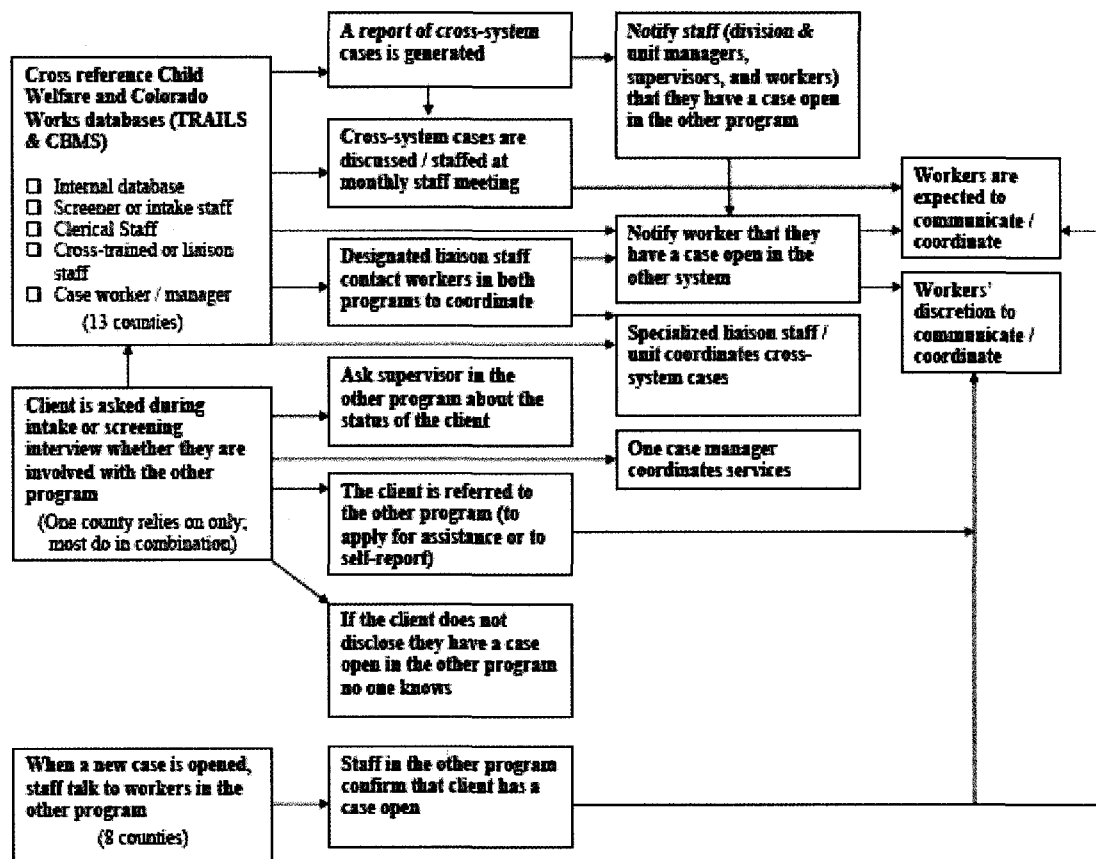 Cross reference Child
Welfare and Colorado
Works databases (TRAILS
& CBMS)
☐ Internal database
☐ Screener or intake staff
☐ Clerical Staff
☐ Cross-trained or liaison
staff
☐ Case worker / manager
(13 counties)
A report of cross-system
cases is generated
Notify staff (division &
unit managers,
supervisors, and workers)
that they have a case open
in the other program
Cross-system cases are
discussed / staffed at
monthly staff meeting
Workers are
expected to
communicate /
coordinate
Notify worker that they
have a case open in the
other system
Designated liaison staff
contact workers in both
programs to coordinate
Workers'
discretion to
communicate /
coordinate
Specialized liaison staff /
unit coordinates cross-
system cases
Client is asked during
intake or screening
interview whether they are
involved with the other
program
(One county relies on only;
most do in combination)
Ask supervisor in the
other program about the
status of the client
One case manager
coordinates services
The client is referred to
the other program (to
apply for assistance or to
self-report)
If the client does not
disclose they have a case
open in the other program
no one knows
When a new case is opened,
staff talk to workers in the
other program
(8 counties)
Staff in the other program
confirm that client has a
case open